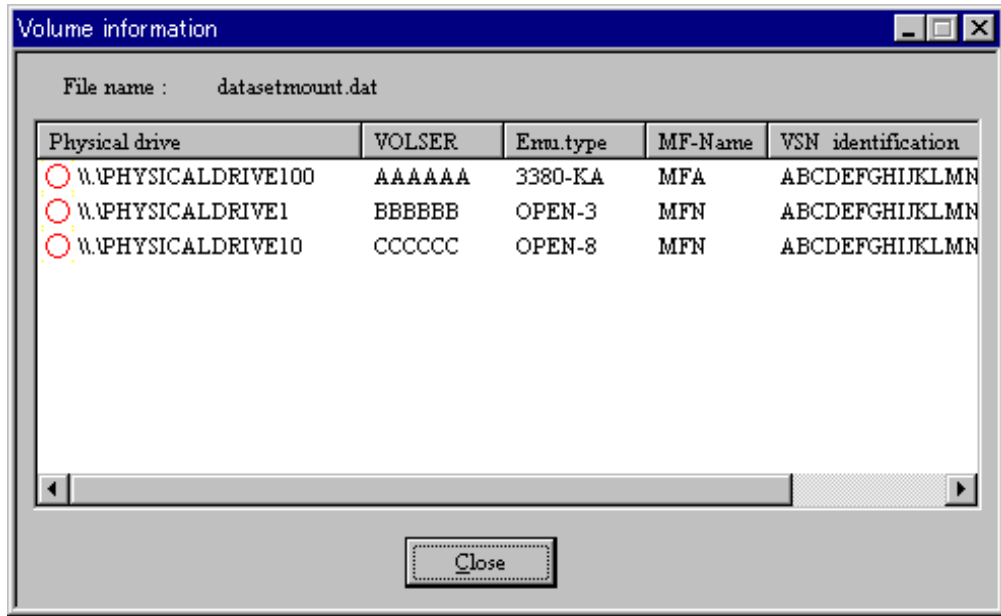 Volume information
File name : datasetmount.dat
Physical drive VOLSER Emu.type MF-Name VSN identification
\\.\PHYSICALDRIVE100 AAAAAA 3380-KA MFA ABCDEFGHIJKLMN
\\.\PHYSICALDRIVE1 BBBBBB OPEN-3 MFN ABCDEFGHIJKLMN
\\.\PHYSICALDRIVE10 CCCCCC OPEN-8 MFN ABCDEFGHIJKLMN
Close